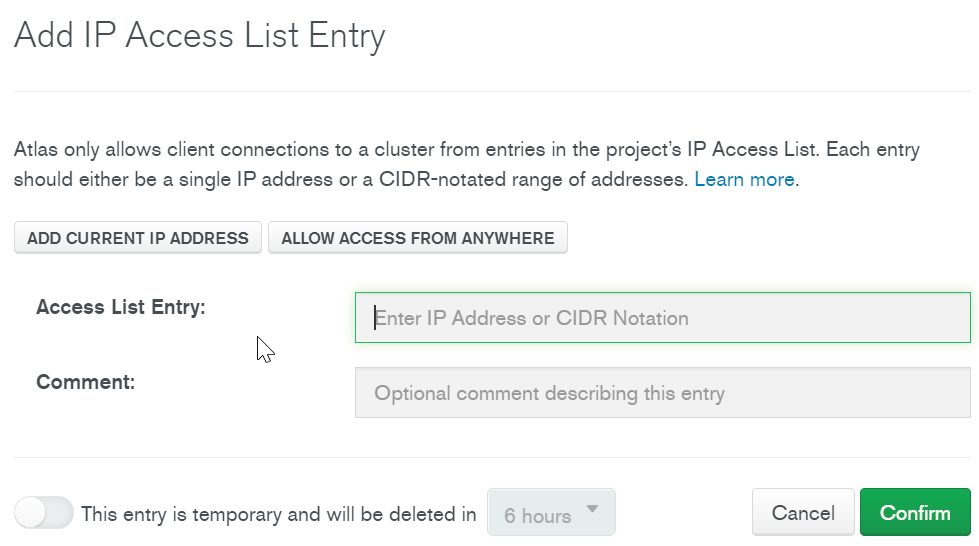 Add IP Access List Entry
Atlas only allows client connections to a cluster from entries in the project's IP Access List. Each entry
should either be a single IP address or a CIDR-notated range of addresses. Learn more.
ADD CURRENT IP ADDRESS ALLOW ACCESS FROM ANYWHERE
Access List Entry: Enter IP Address or CIDR Notation
Comment: Optional comment describing this entry
This entry is temporary and will be deleted in 6 hours Cancel Confirm